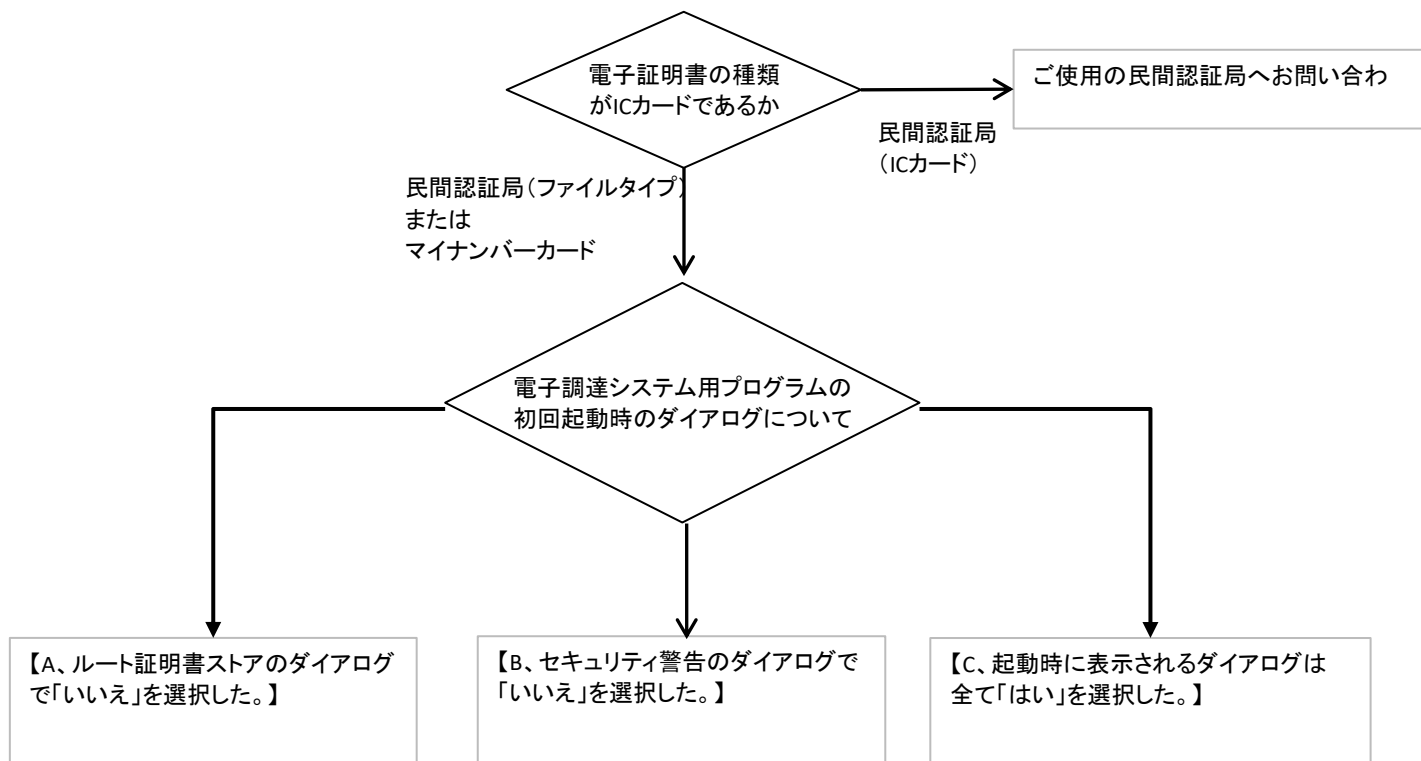 電子証明書の種類
がICカードであるか
ご使用の民間認証局へお問い合わ
民間認証局
（ICカード）
民間認証局（ファイルタイプ）
または
マイナンバーカード
電子調達システム用プログラムの
初回起動時のダイアログについて
【A、ルート証明書ストアのダイアログ
で「いいえ」を選択した。】
【B、セキュリティ警告のダイアログで
「いいえ」を選択した。】
【C、起動時に表示されるダイアログは
全て「はい」を選択した。】